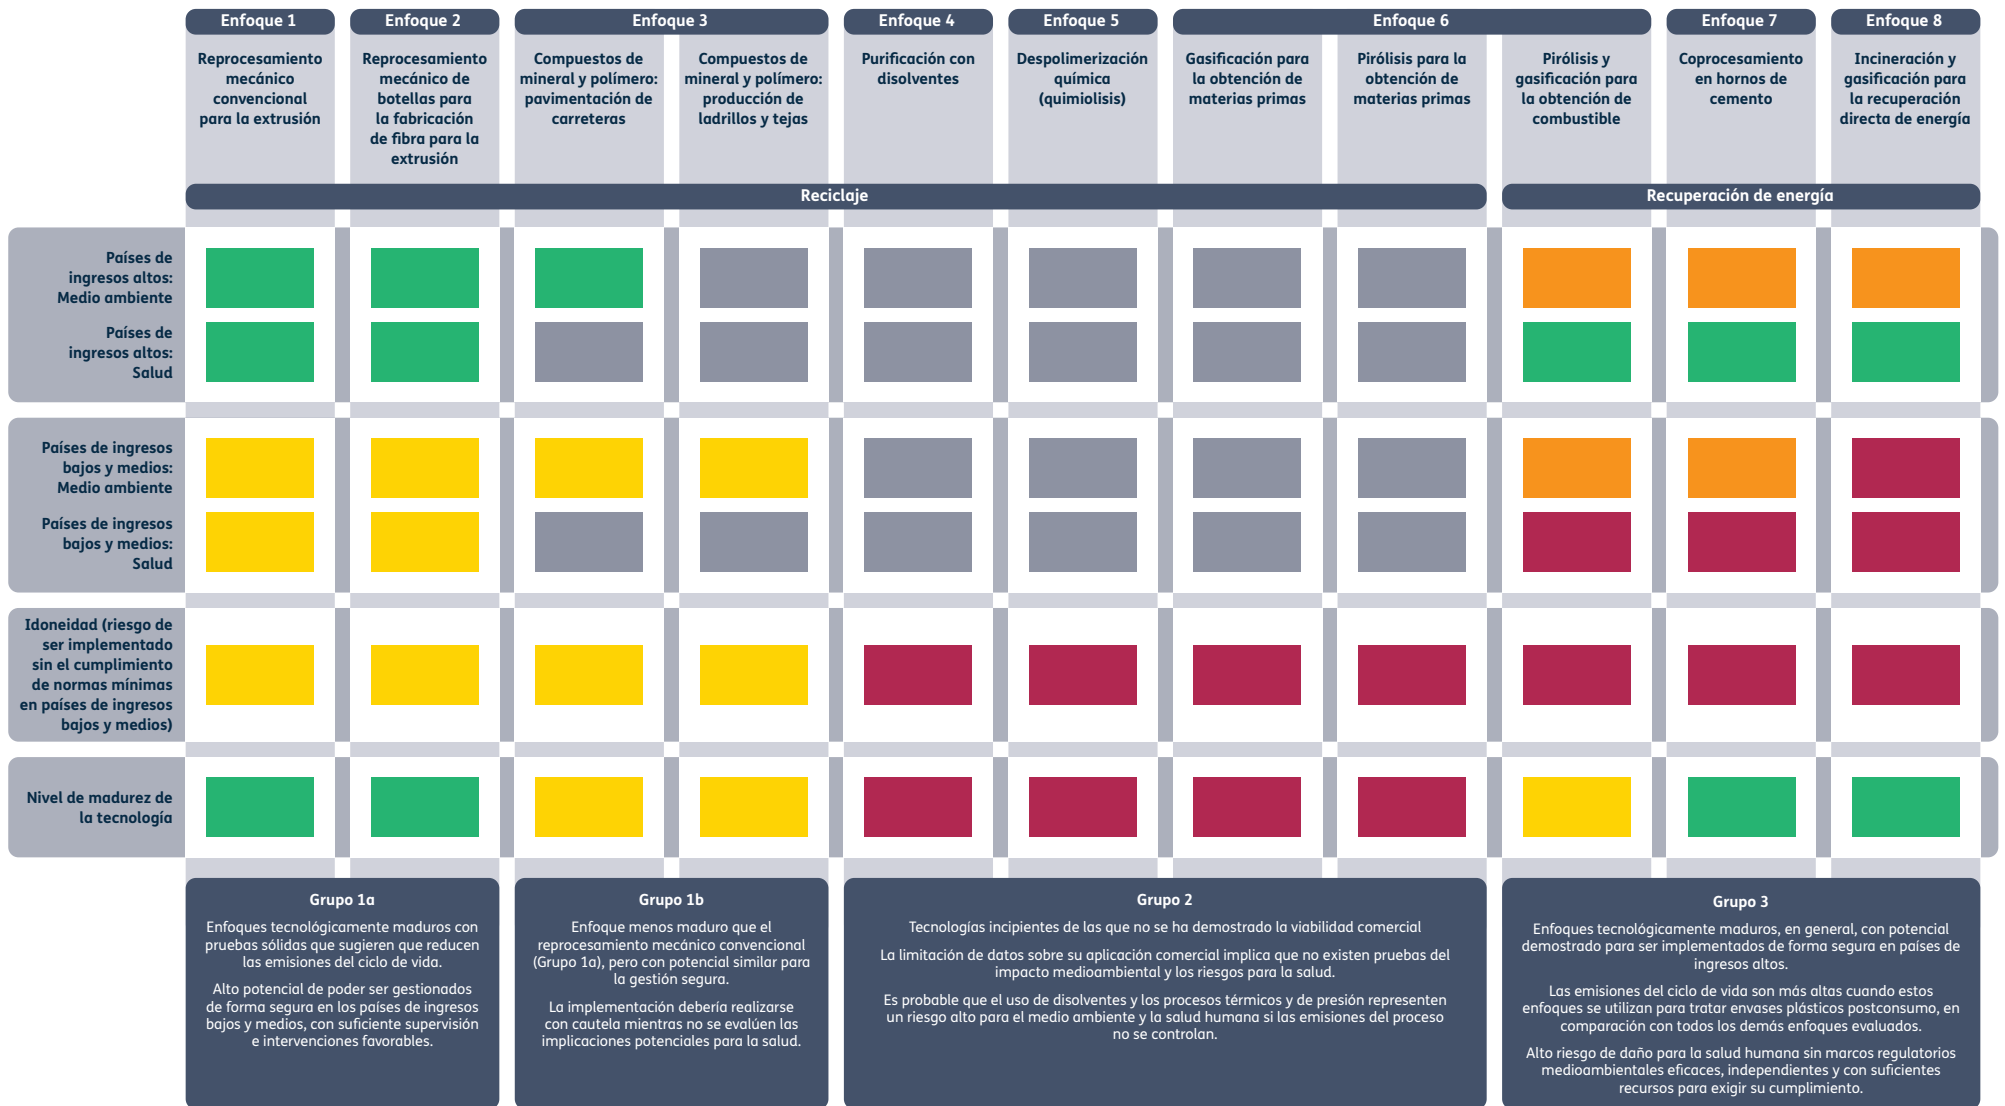 Enfoque 1
Enfoque 2
Enfoque 3
Enfoque 4
Enfoque 5
Enfoque 6
Enfoque 7
Enfoque 8
Reprocesamiento
mecánico
convencional
para la extrusión
Reprocesamiento
mecánico de
botellas para
la fabricación
de fibra para la
extrusión
Compuestos de
mineral y polímero:
pavimentación de
carreteras
Compuestos de
mineral y polímero:
producción de
ladrillos y tejas
Purificación con
disolventes
Despolimerización
química
(quimiolisis)
Gasificación para
la obtención de
materias primas
Pirólisis para la
obtención de
materias primas
Pirólisis y
gasificación para
la obtención de
combustible
Coprocesamiento
en hornos de
cemento
Incineración y
gasificación para
la recuperación
directa de energía
Reciclaje
Recuperación de energía
Países de
ingresos altos:
Medio ambiente
Países de
ingresos altos:
Salud
Países de ingresos
bajos y medios:
Medio ambiente
Países de ingresos
bajos y medios:
Salud
Idoneidad (riesgo de
ser implementado
sin el cumplimiento
de normas mínimas
en países de ingresos
bajos y medios)
Nivel de madurez de
la tecnología
Grupo 1a
Enfoques tecnológicamente maduros con
pruebas sólidas que sugieren que reducen
las emisiones del ciclo de vida.
Alto potencial de poder ser gestionados
de forma segura en los países de ingresos
bajos y medios, con suficiente supervisión
e intervenciones favorables.
Grupo 1b
Enfoque menos maduro que el
reprocesamiento mecánico convencional
(Grupo 1a), pero con potencial similar para
la gestión segura.
La implementación debería realizarse
con cautela mientras no se evalúen las
implicaciones potenciales para la salud.
Grupo 2
Tecnologías incipientes de las que no se ha demostrado la viabilidad comercial
La limitación de datos sobre su aplicación comercial implica que no existen pruebas del
impacto medioambiental y los riesgos para la salud.
Es probable que el uso de disolventes y los procesos térmicos y de presión representen
un riesgo alto para el medio ambiente y la salud humana si las emisiones del proceso
no se controlan.
Grupo 3
Enfoques tecnológicamente maduros, en general, con potencial
demostrado para ser implementados de forma segura en países de
ingresos altos.
Las emisiones del ciclo de vida son más altas cuando estos
enfoques se utilizan para tratar envases plásticos postconsumo, en
comparación con todos los demás enfoques evaluados.
Alto riesgo de daño para la salud humana sin marcos regulatorios
medioambientales eficaces, independientes y con suficientes
recursos para exigir su cumplimiento.